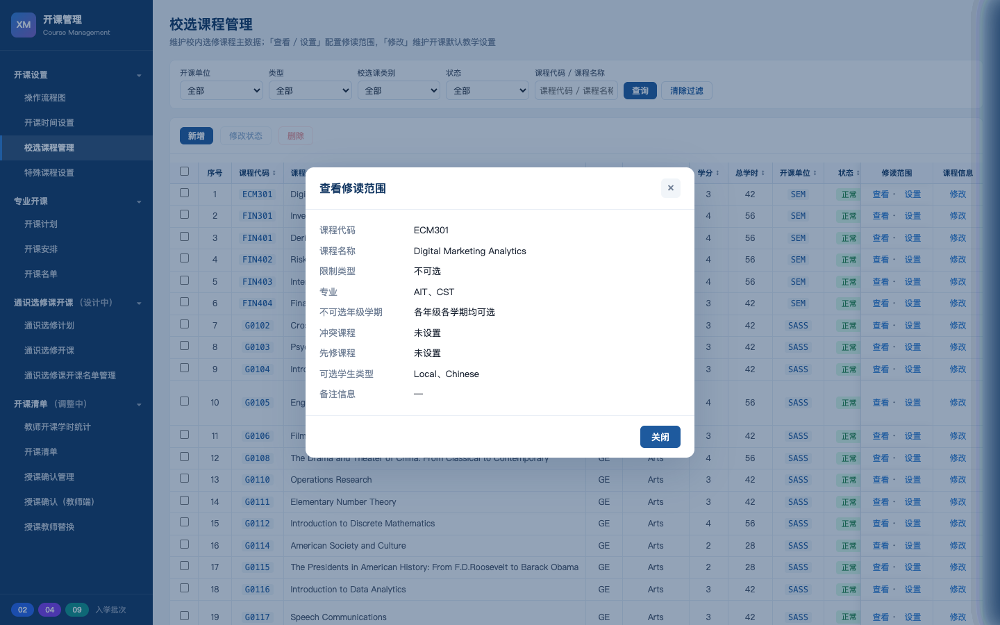 XM
开课管理
Course Management
开课设置
操作流程图
开课时间设置
校选课程管理
特殊课程设置
专业开课
开课计划
开课安排
开课名单
通识选修课开课（设计中）
通识选修计划
通识选修开课
通识选修课开课名单管理
开课清单（调整中）
教师开课学时统计
开课清单
授课确认管理
授课确认（教师端）
授课教师替换
02 04 09 入学批次
校选课程管理
维护校内选修课程主数据；「查看 / 设置」配置修读范围，「修改」维护开课默认教学设置
开课单位 类型 校选课类别 状态 课程代码 / 课程名称
全部 全部 全部 全部 课程代码 / 课程名称 查询 清除过滤
新增 修改状态 删除
序号 课程代码 ↕ 课程 学分 ↕ 总学时 ↕ 开课单位 ↕ 状态 ↕ 修读范围 课程信息
1 ECM301 Digi 3 42 SEM 正常 查看 · 设置 修改
2 FIN301 Inve 4 56 SEM 正常 查看 · 设置 修改
3 FIN401 Deri 4 56 SEM 正常 查看 · 设置 修改
4 FIN402 Risk 4 56 SEM 正常 查看 · 设置 修改
5 FIN403 Inte 4 56 SEM 正常 查看 · 设置 修改
6 FIN404 Fina 3 42 SEM 正常 查看 · 设置 修改
7 G0102 Cro 3 42 SASS 正常 查看 · 设置 修改
8 G0103 Psy 3 42 SASS 正常 查看 · 设置 修改
9 G0104 Intro 3 42 SASS 正常 查看 · 设置 修改
10 G0105 Eng 4 56 SASS 正常 查看 · 设置 修改
11 G0106 Film 3 42 SASS 正常 查看 · 设置 修改
12 G0108 The Drama and Theater of China: From Classical to Contemporary GE Arts 4 56 SASS 正常 查看 · 设置 修改
13 G0110 Operations Research GE Arts 3 42 SASS 正常 查看 · 设置 修改
14 G0111 Elementary Number Theory GE Arts 3 42 SASS 正常 查看 · 设置 修改
15 G0112 Introduction to Discrete Mathematics GE Arts 4 56 SASS 正常 查看 · 设置 修改
16 G0114 American Society and Culture GE Arts 2 28 SASS 正常 查看 · 设置 修改
17 G0115 The Presidents in American History: From F.D.Roosevelt to Barack Obama GE Arts 2 28 SASS 正常 查看 · 设置 修改
18 G0116 Introduction to Data Analytics GE Arts 3 42 SASS 正常 查看 · 设置 修改
19 G0117 Speech Communications GE Arts 3 42 SASS 正常 查看 · 设置 修改
查看修读范围 ×
课程代码 ECM301
课程名称 Digital Marketing Analytics
限制类型 不可选
专业 AIT、CST
不可选年级学期 各年级各学期均可选
冲突课程 未设置
先修课程 未设置
可选学生类型 Local、Chinese
备注信息 —
关闭